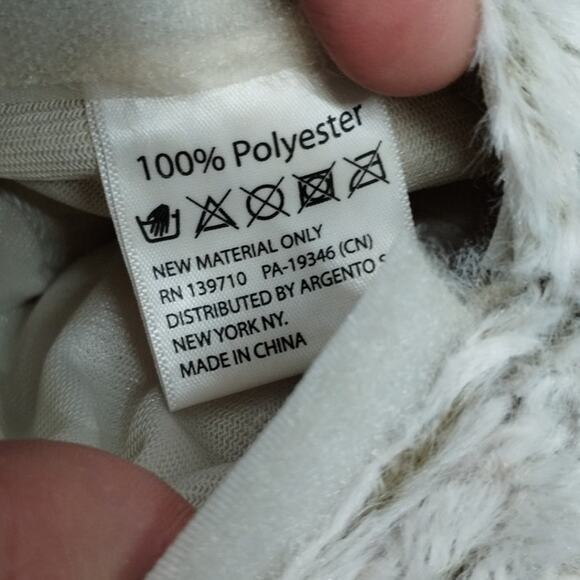 100% Polyester
NEW MATERIAL ONLY
RN 139710 PA-19346 (CN)
DISTRIBUTED BY ARGENTO
NEW YORK NY.
MADE IN CHINA